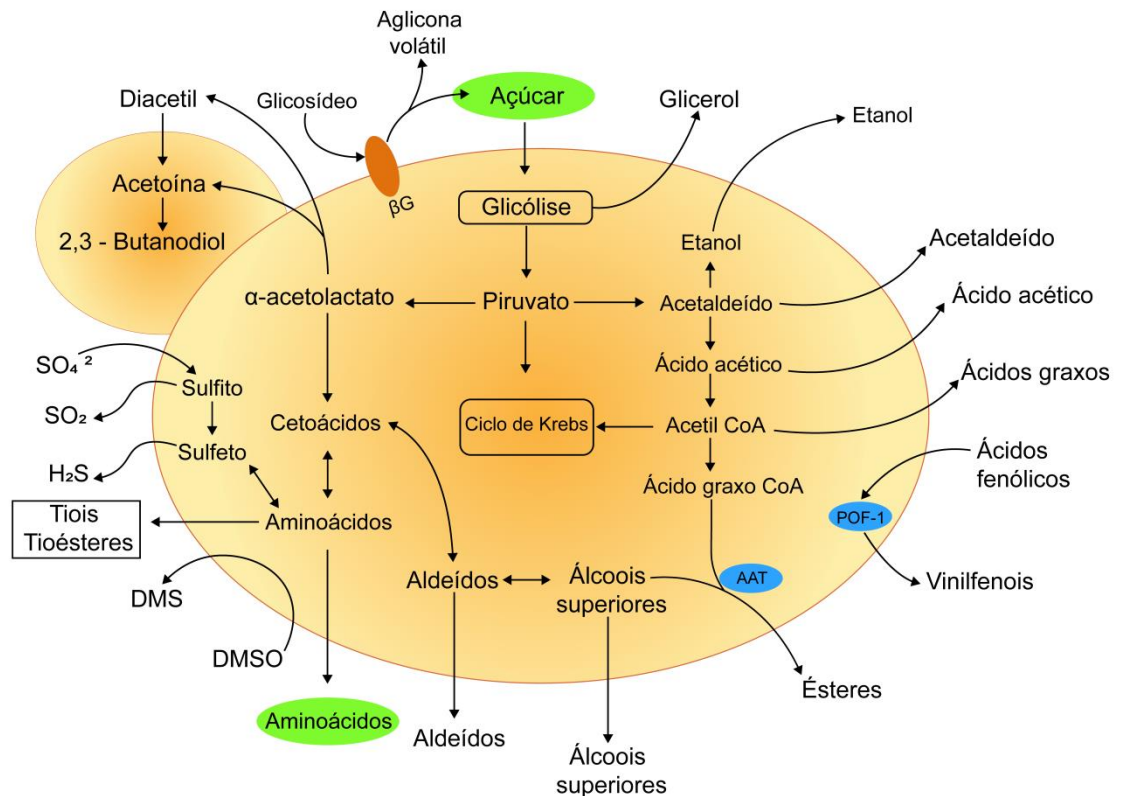 Aglicona
volátil
Diacetil
Glicosídeo
Açúcar
Glicerol
Etanol
βG
Acetoína
Glicólise
2,3 - Butanodiol
Etanol
Acetaldeído
α-acetolactato
Piruvato
Acetaldeído
Ácido acético
SO₄ ²
Sulfito
SO₂
Ácido acético
Ácidos graxos
Cetoácidos
Ciclo de Krebs
Acetil CoA
Sulfeto
H₂S
Ácidos
fenólicos
Ácido graxo CoA
Tiois
Tioésteres
Aminoácidos
POF-1
DMS
Aldeídos
Álcoois
superiores
AAT
Vinilfenois
DMSO
Ésteres
Aminoácidos
Aldeídos
Álcoois
superiores